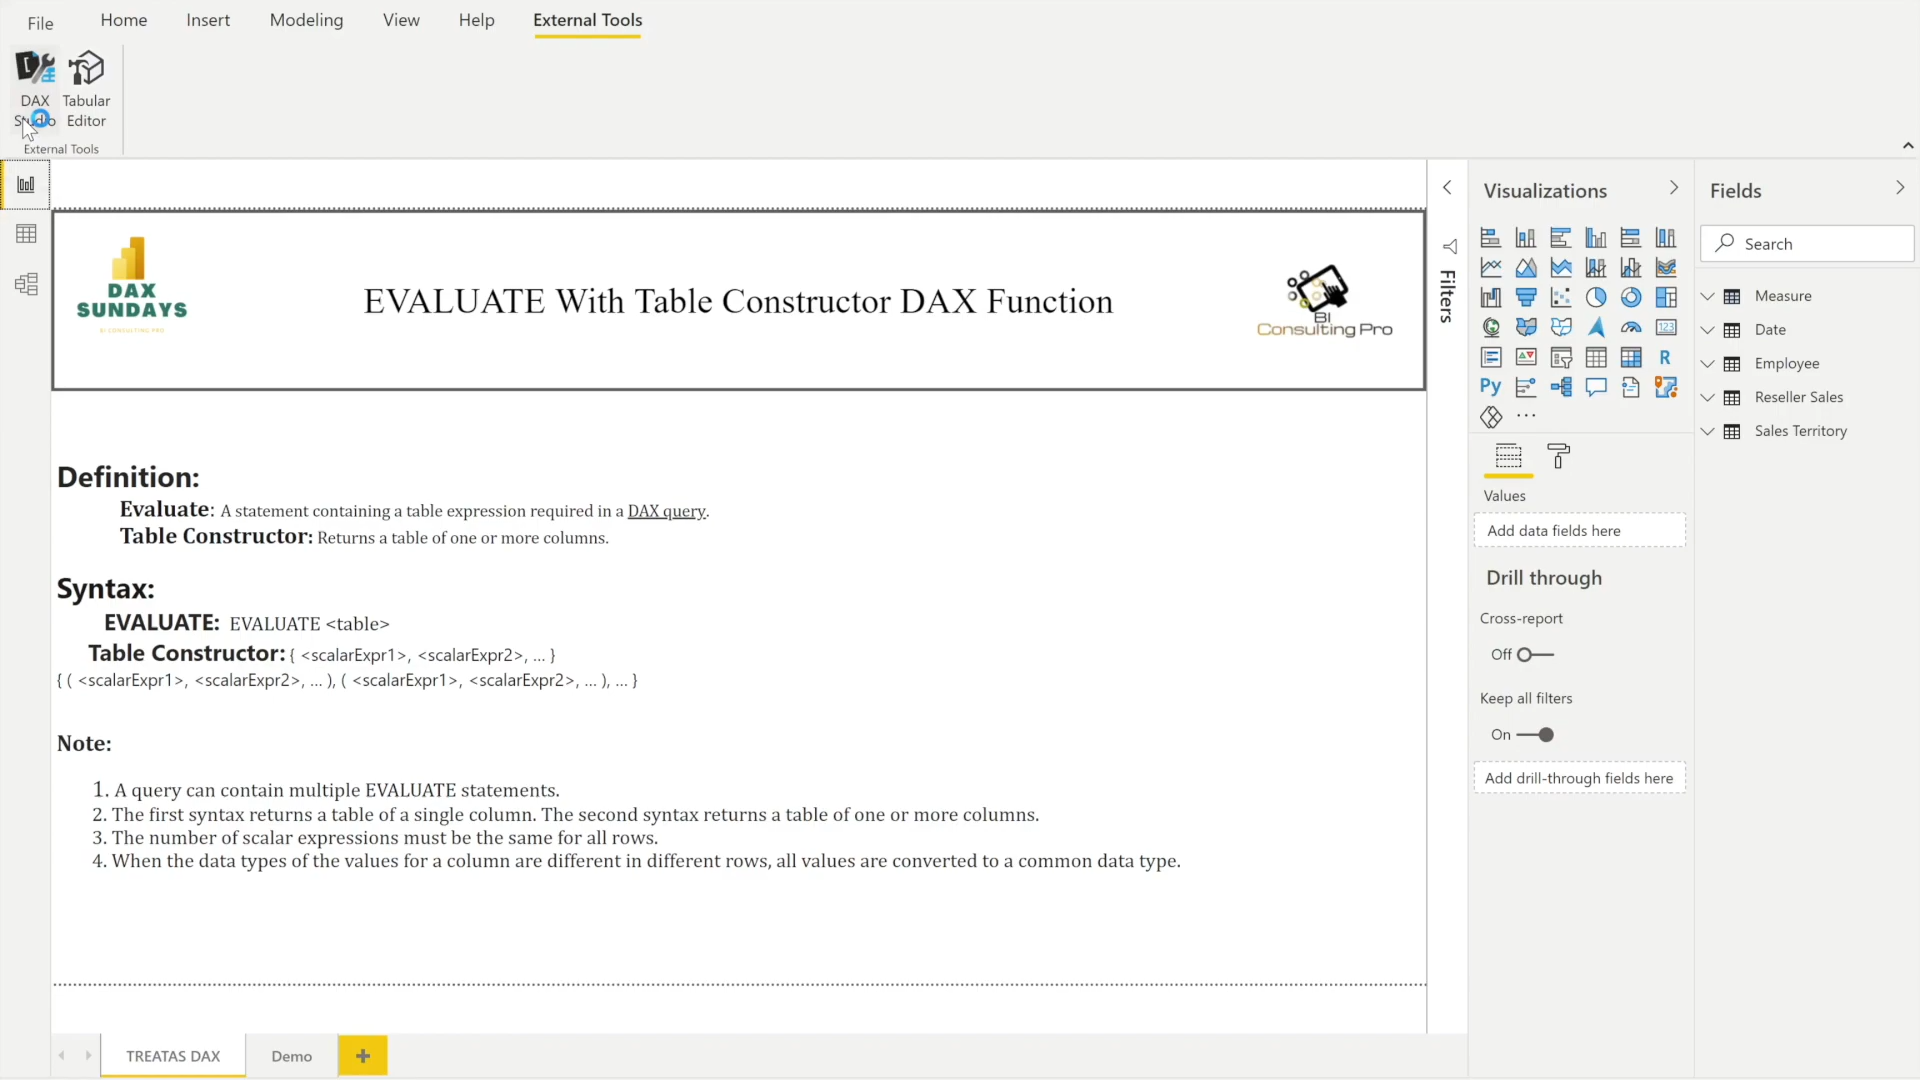 File Home Insert Modeling View Help External Tools
DAX Studio
Tabular Editor
External Tools
DAX
SUNDAYS
BI CONSULTING PRO
EVALUATE With Table Constructor DAX Function
BI
Consulting Pro
Definition:
Evaluate: A statement containing a table expression required in a DAX query.
Table Constructor: Returns a table of one or more columns.
Syntax:
EVALUATE: EVALUATE <table>
Table Constructor: { <scalarExpr1>, <scalarExpr2>, … }
{ ( <scalarExpr1>, <scalarExpr2>, … ), ( <scalarExpr1>, <scalarExpr2>, … ), … }
Note:
1. A query can contain multiple EVALUATE statements.
2. The first syntax returns a table of a single column. The second syntax returns a table of one or more columns.
3. The number of scalar expressions must be the same for all rows.
4. When the data types of the values for a column are different in different rows, all values are converted to a common data type.
TREATAS DAX Demo +
Filters
Visualizations
123
R
Py
...
Values
Add data fields here
Drill through
Cross-report
Off
Keep all filters
On
Add drill-through fields here
Fields
Search
Measure
Date
Employee
Reseller Sales
Sales Territory